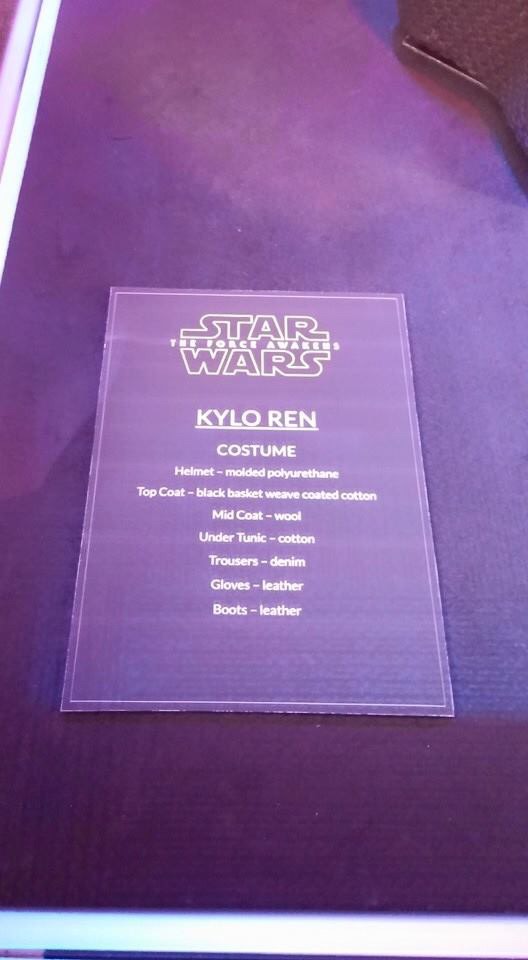 STAR
THE FORCE AWAKENS
WARS
KYLO REN
COSTUME
Helmet – molded polyurethane
Top Coat – black basket weave coated cotton
Mid Coat – wool
Under Tunic – cotton
Trousers – denim
Gloves – leather
Boots – leather